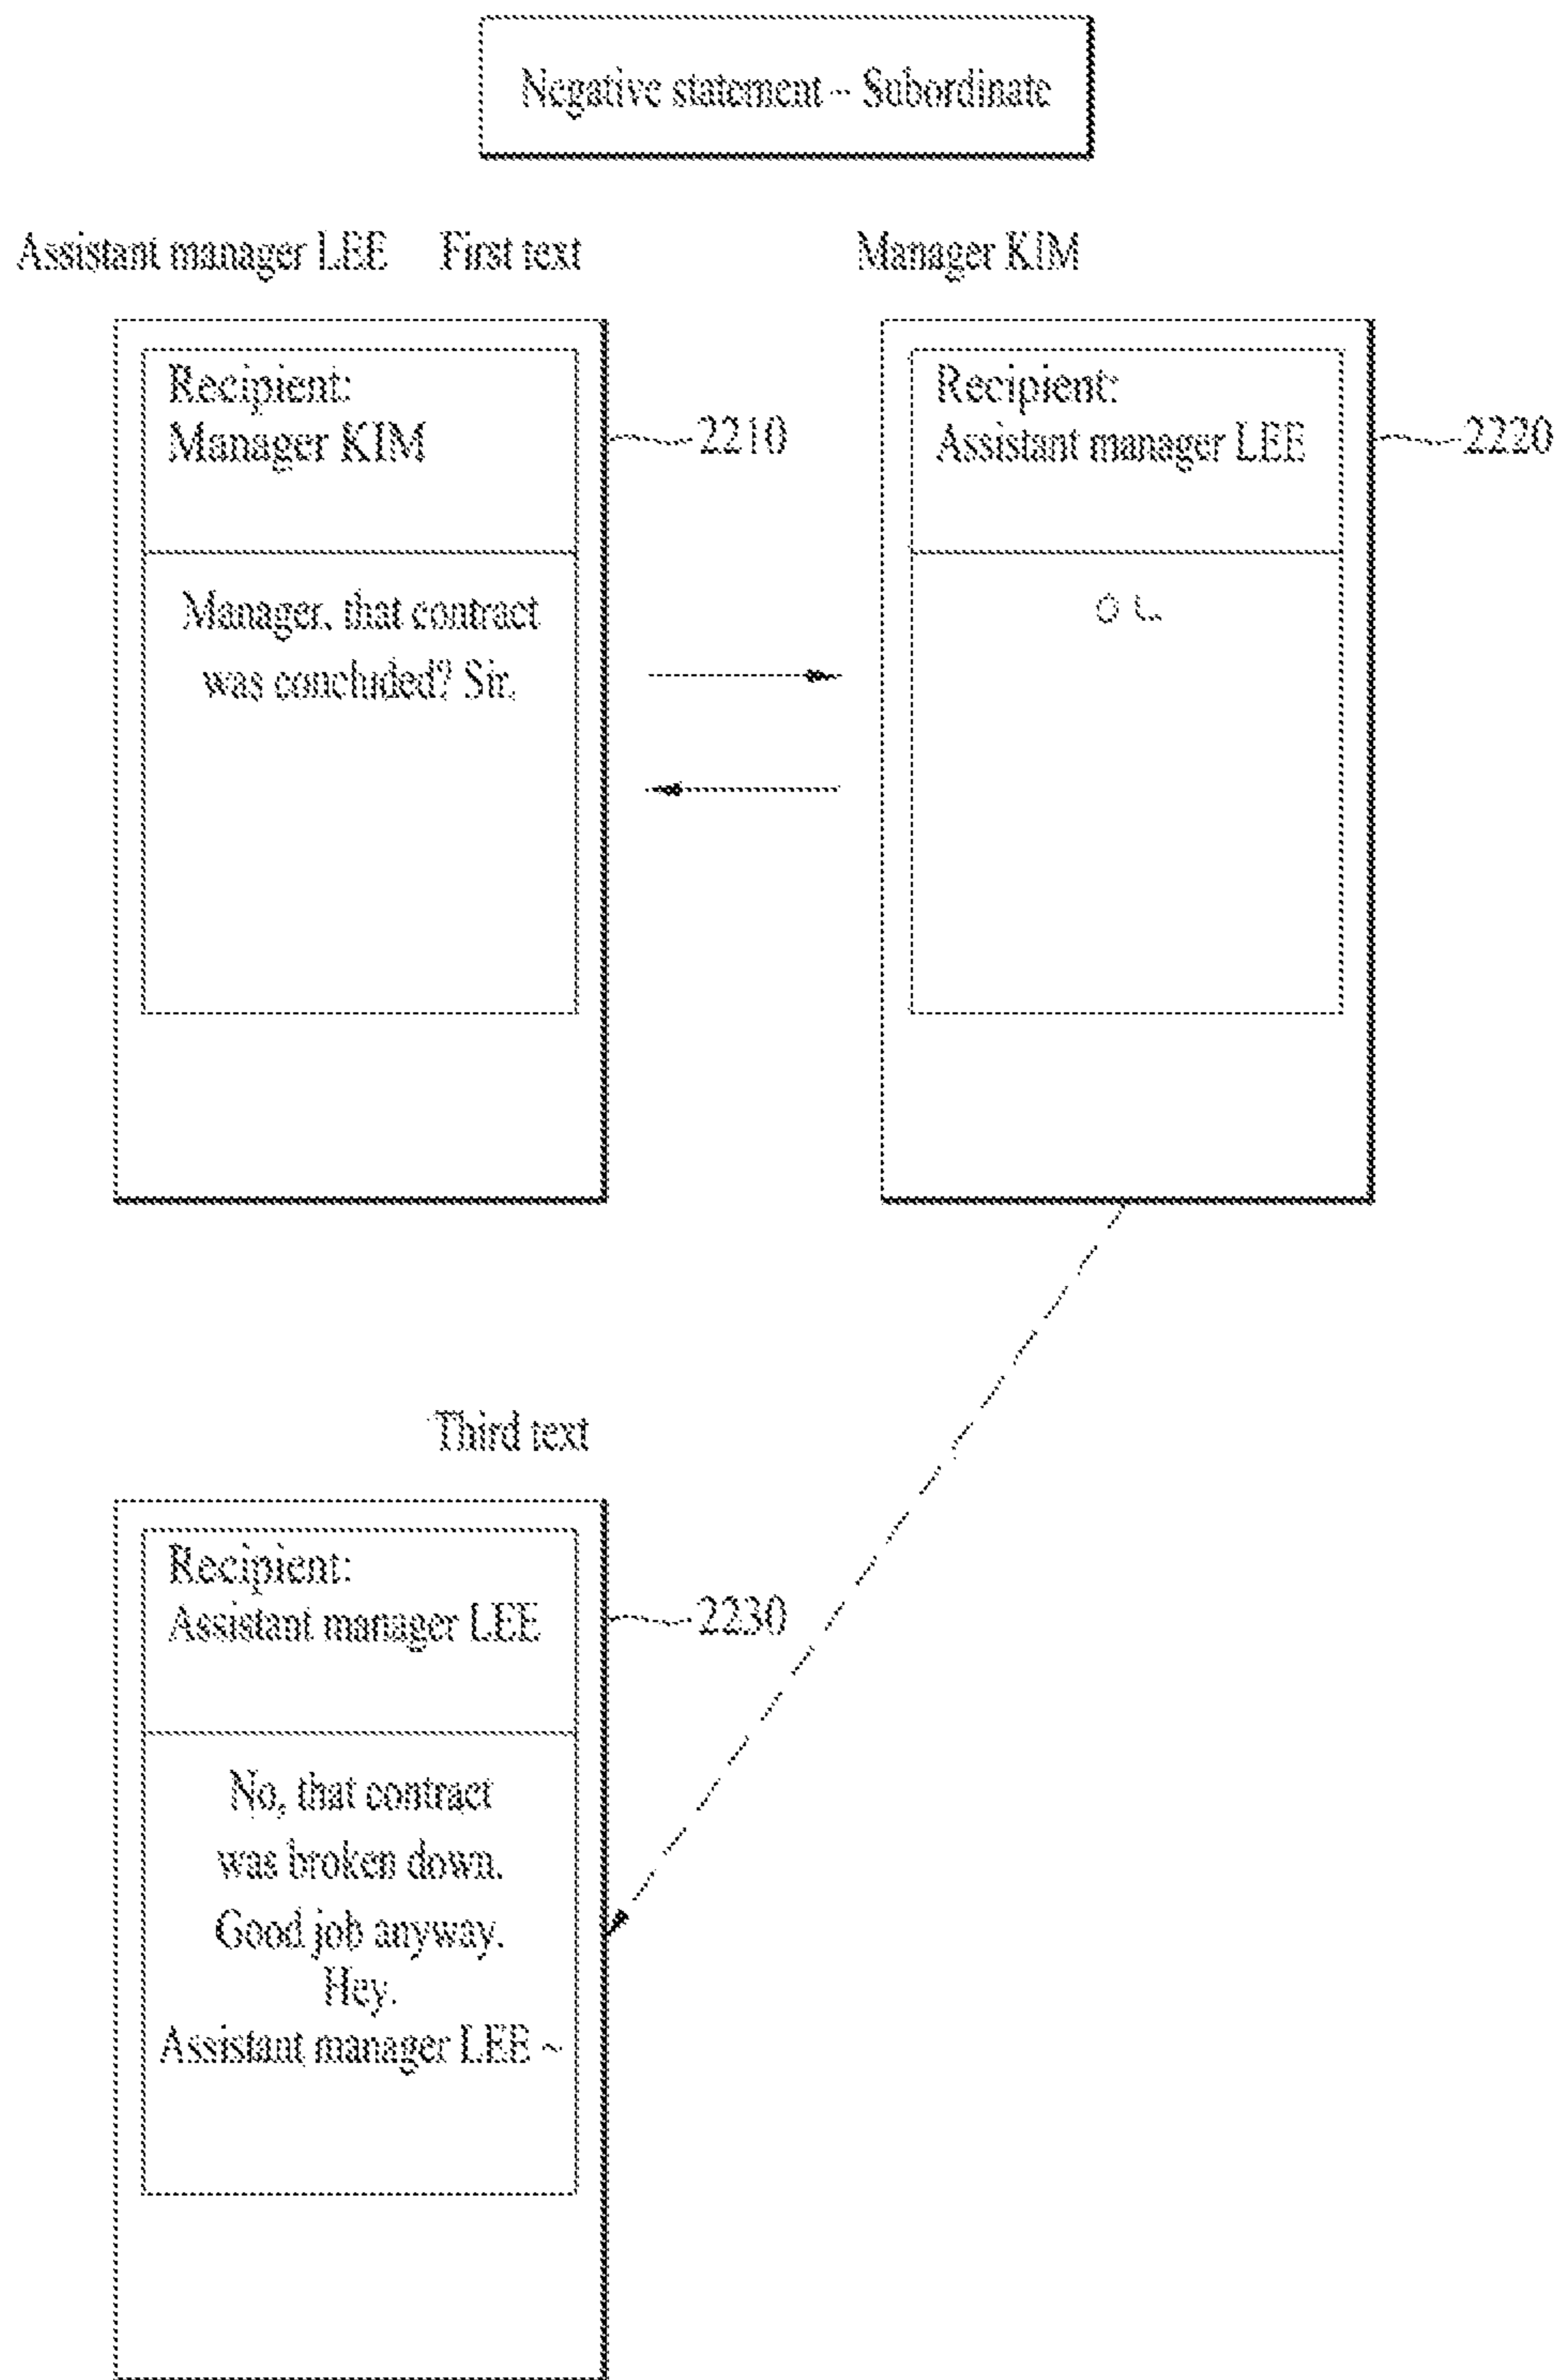 Negative statement - Subordinate
Assistant manager LEE First text
Manager KIM
Recipient:
Manager KIM
2210
Manager, that contract
was concluded? Sir.
Recipient:
Assistant manager LEE
2220
ㅇ ㄴ
Third text
Recipient:
Assistant manager LEE
2230
No, that contract
was broken down.
Good job anyway.
Hey.
Assistant manager LEE ~